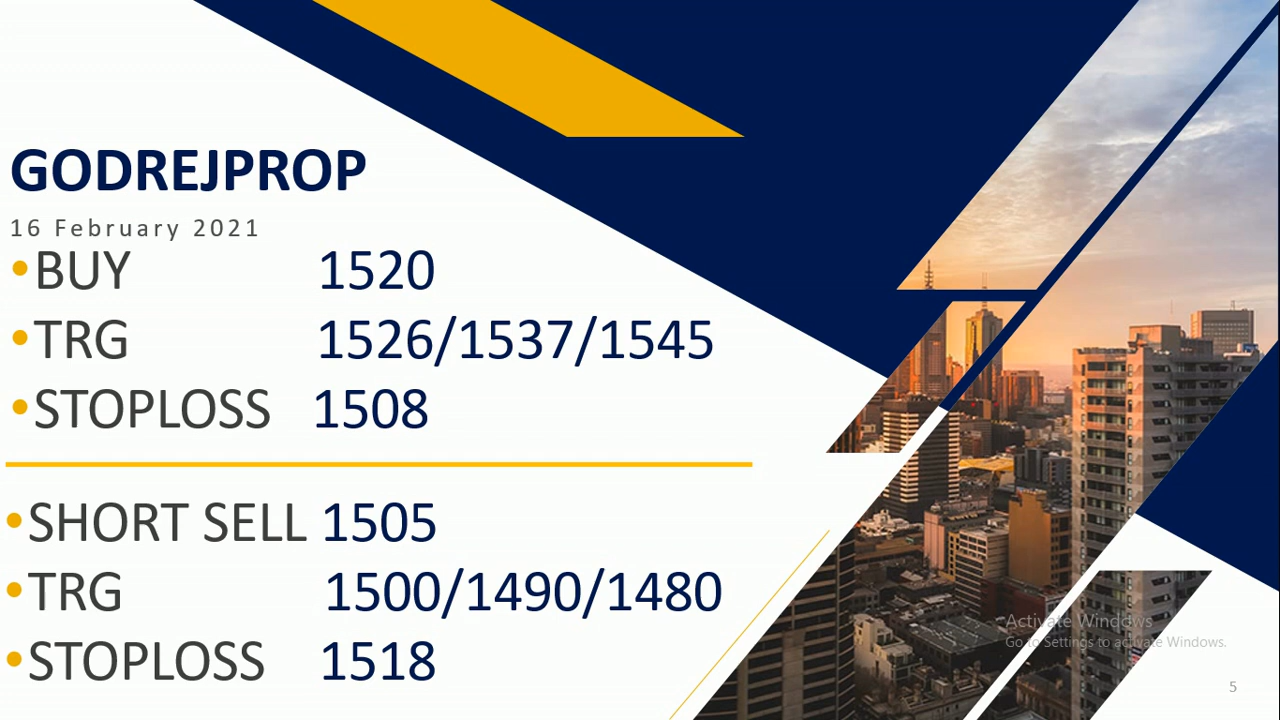 GODREJPROP
16 February 2021
•BUY 1520
•TRG 1526/1537/1545
•STOPLOSS 1508
•SHORT SELL 1505
•TRG 1500/1490/1480
•STOPLOSS 1518
Activate Windows
Go to Settings to activate Windows.
5